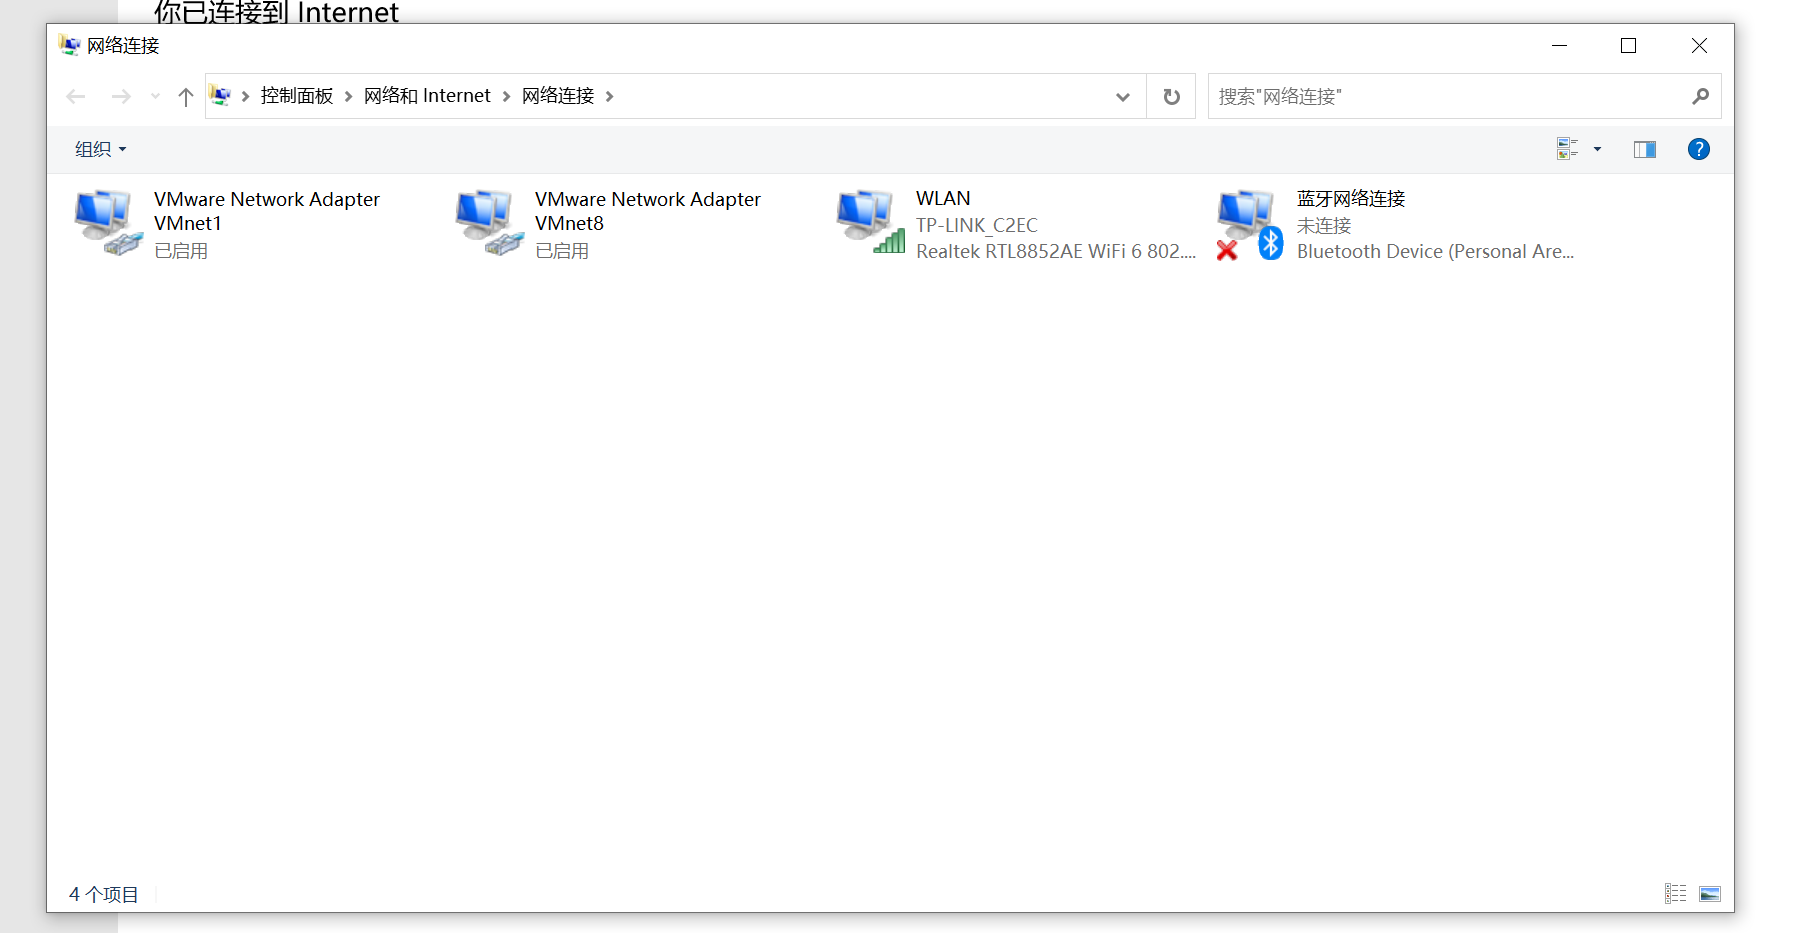 你已连接到 Internet
网络连接
控制面板 网络和 Internet 网络连接
搜索"网络连接"
组织
VMware Network Adapter
VMnet1
已启用
VMware Network Adapter
VMnet8
已启用
WLAN
TP-LINK_C2EC
Realtek RTL8852AE WiFi 6 802....
蓝牙网络连接
未连接
Bluetooth Device (Personal Are...
4 个项目